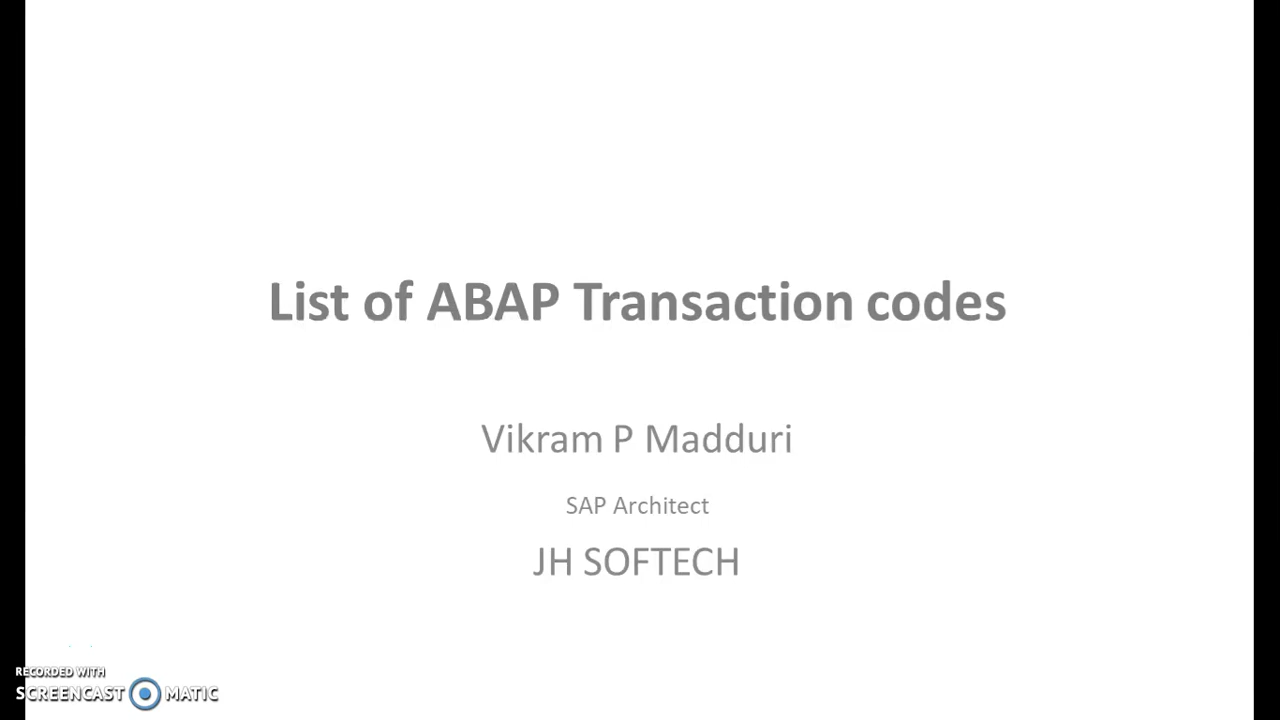 List of ABAP Transaction codes
Vikram P Madduri
SAP Architect
JH SOFTECH
RECORDED WITH
SCREENCAST MATIC